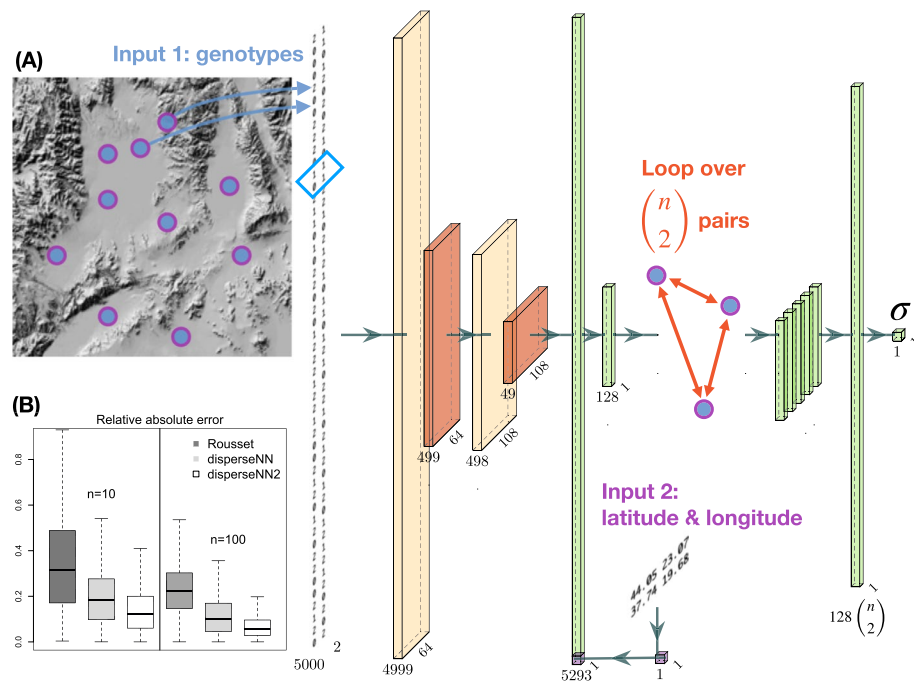 (A)
Input 1: genotypes
Loop over
(n 2) pairs
σ
1 1
128 1
49 108
499 64
498 108
Input 2:
latitude & longitude
44.05 23.07
37.74 19.68
128 (n 2) 1
5000 2
4999 64
5293 1
1 1
(B)
Relative absolute error
Rousset
disperseNN
disperseNN2
n=10
n=100
0.8
0.6
0.4
0.2
0.0